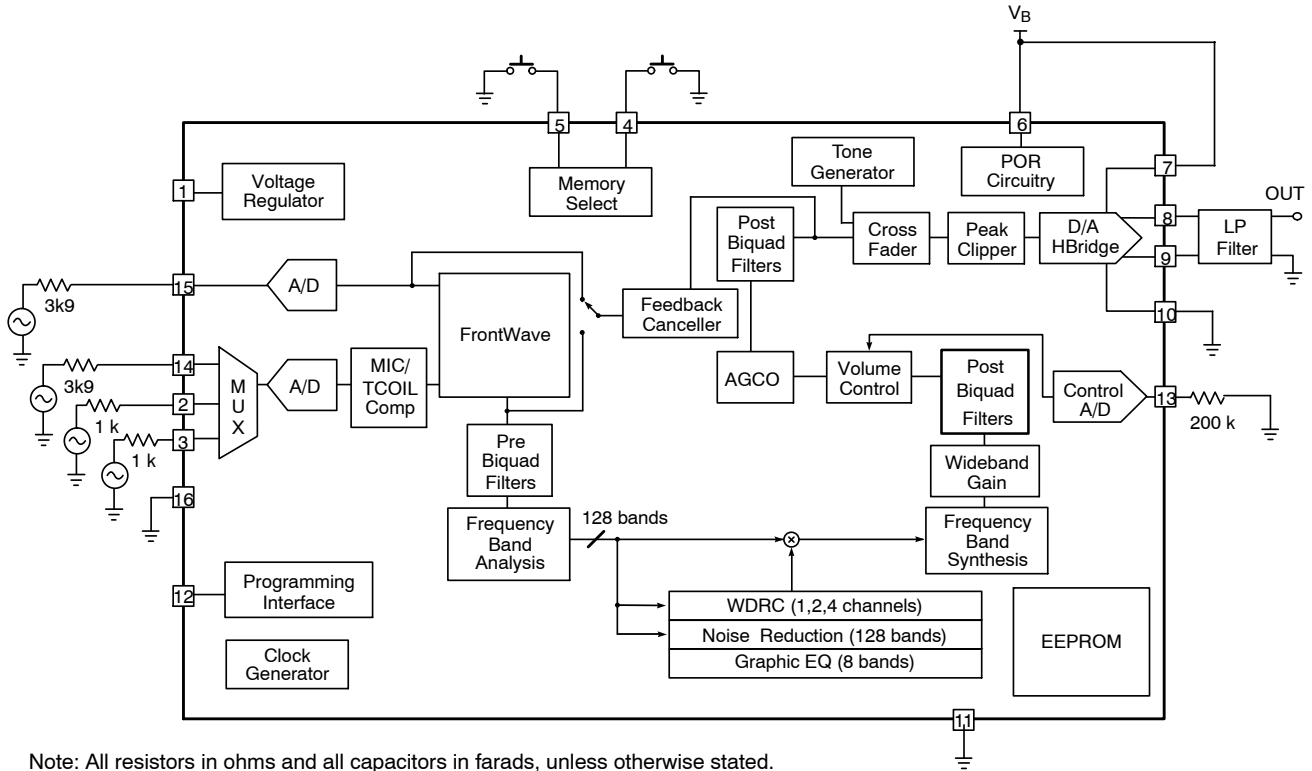 VB
5
4
6
Voltage
Regulator
1
Memory
Select
Tone
Generator
POR
Circuitry
7
Post
Biquad
Filters
Cross
Fader
Peak
Clipper
D/A
HBridge
8
9
LP
Filter
OUT
10
15
3k9
A/D
FrontWave
Feedback
Canceller
14
3k9
2
1 k
3
1 k
M
U
X
A/D
MIC/
TCOIL
Comp
AGCO
Volume
Control
Post
Biquad
Filters
Control
A/D
13
200 k
16
Pre
Biquad
Filters
Wideband
Gain
Frequency
Band
Analysis
128 bands
Frequency
Band
Synthesis
12
Programming
Interface
WDRC (1,2,4 channels)
Noise Reduction (128 bands)
Graphic EQ (8 bands)
EEPROM
Clock
Generator
11
Note: All resistors in ohms and all capacitors in farads, unless otherwise stated.